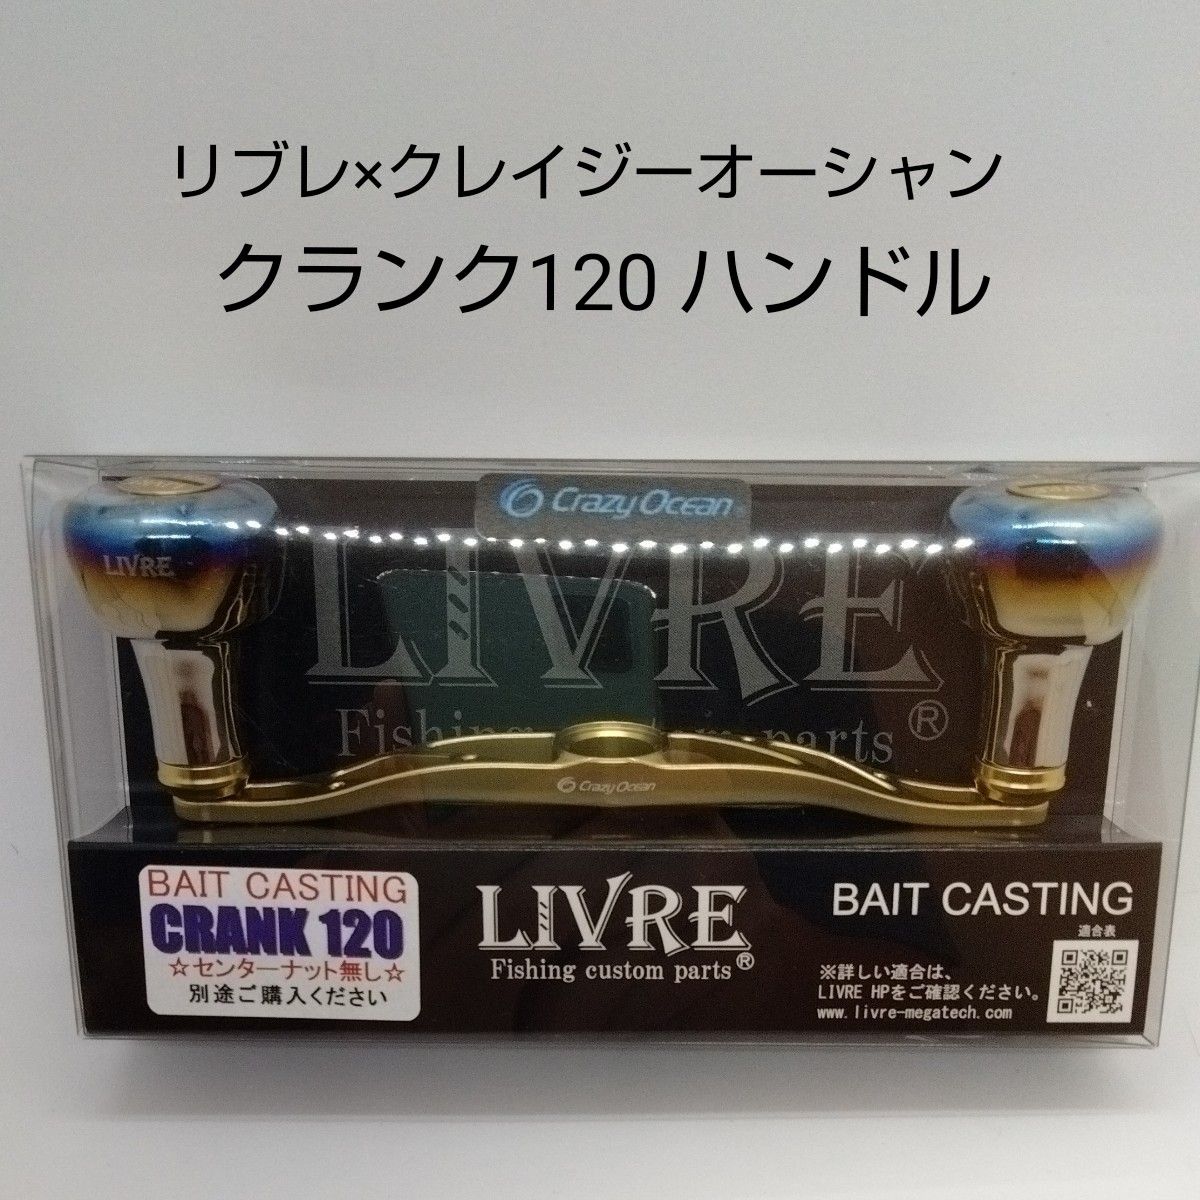 リブレ×クレイジーオーシャン
クランク120 ハンドル
Crazy Ocean
LIVRE
LIVRE
Fishing custom parts®
Crazy Ocean
BAIT CASTING
CRANK 120
☆センターナット無し☆
別途ご購入ください
LIVRE
Fishing custom parts®
BAIT CASTING
適合表
※詳しい適合は、
LIVRE HPをご確認ください。
www.livre-megatech.com